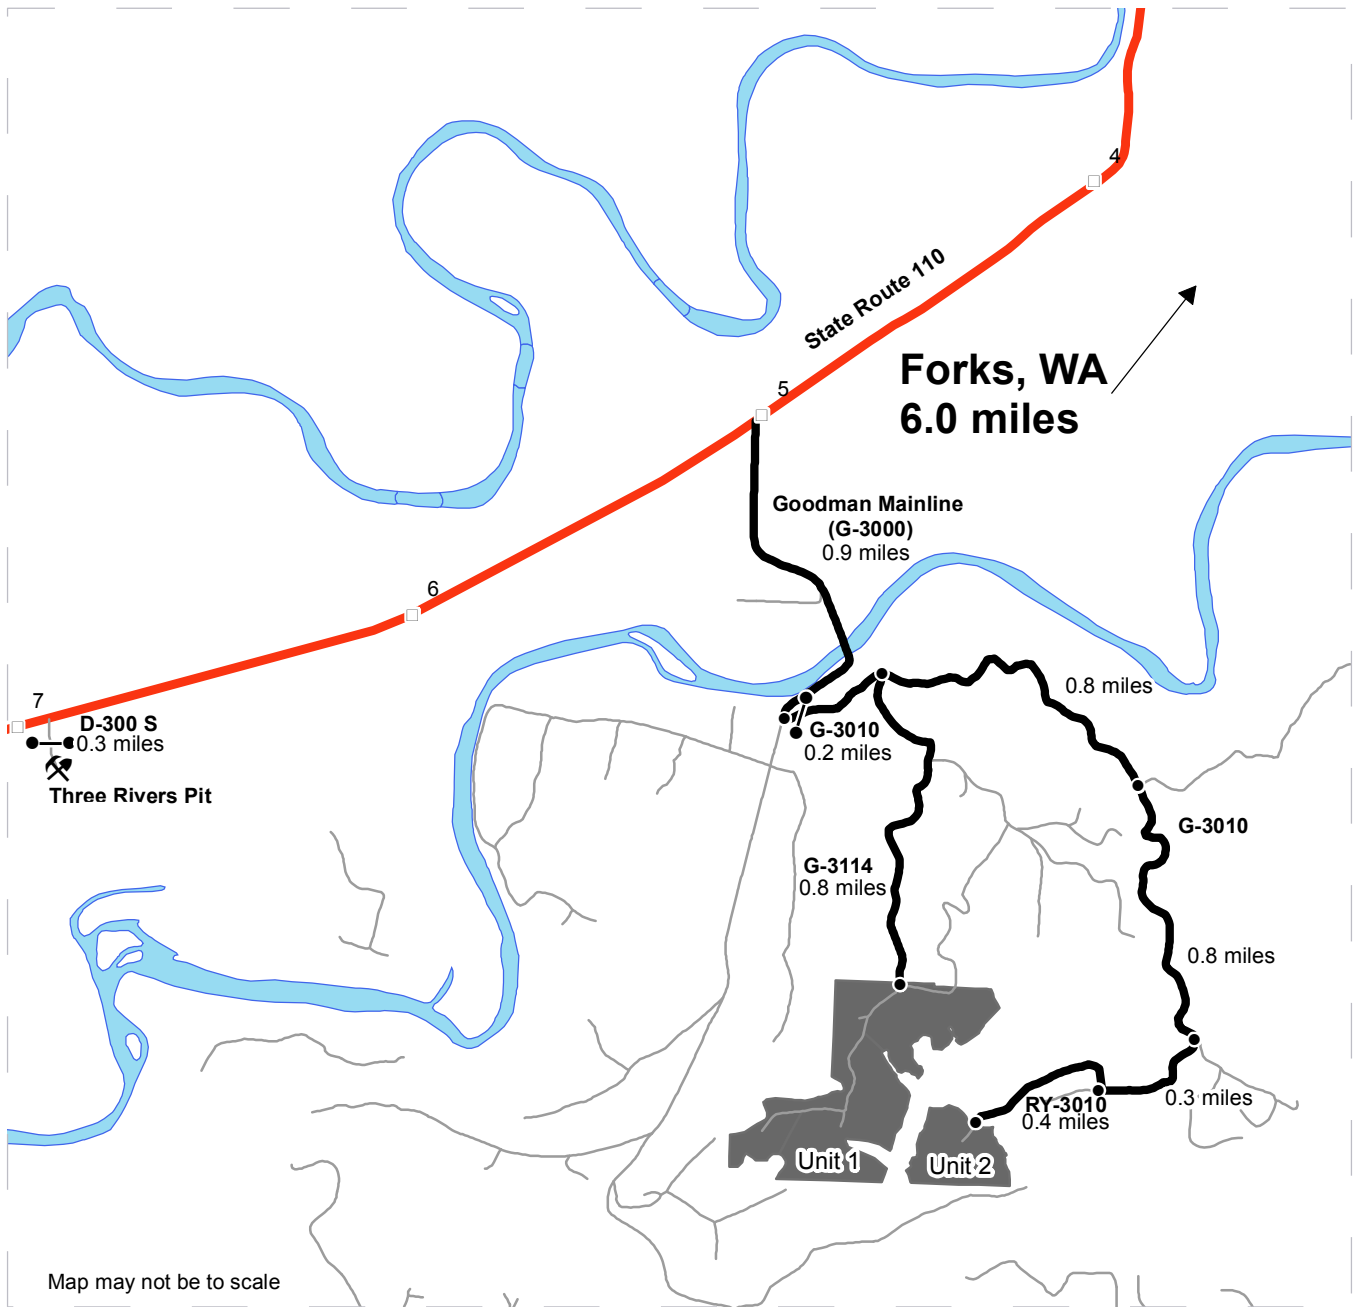 4
State Route 110
Forks, WA
6.0 miles
5
Goodman Mainline
(G-3000)
0.9 miles
6
0.8 miles
7
D-300 S
0.3 miles
G-3010
0.2 miles
Three Rivers Pit
G-3010
G-3114
0.8 miles
0.8 miles
0.3 miles
RY-3010
0.4 miles
Unit 1
Unit 2
Map may not be to scale